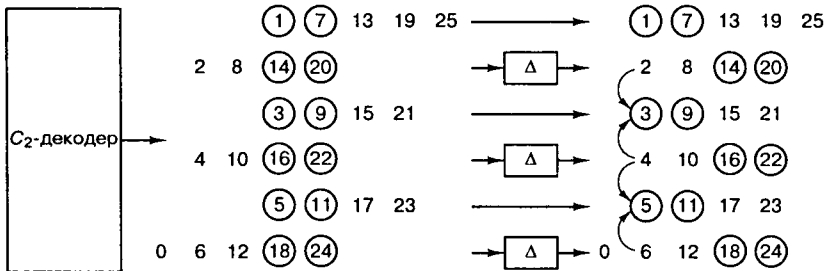 1 7 13 19 25 1 7 13 19 25
2 8 14 20 Δ 2 8 14 20
3 9 15 21 3 9 15 21
C₂-декодер
4 10 16 22 Δ 4 10 16 22
5 11 17 23 5 11 17 23
0 6 12 18 24 Δ 0 6 12 18 24